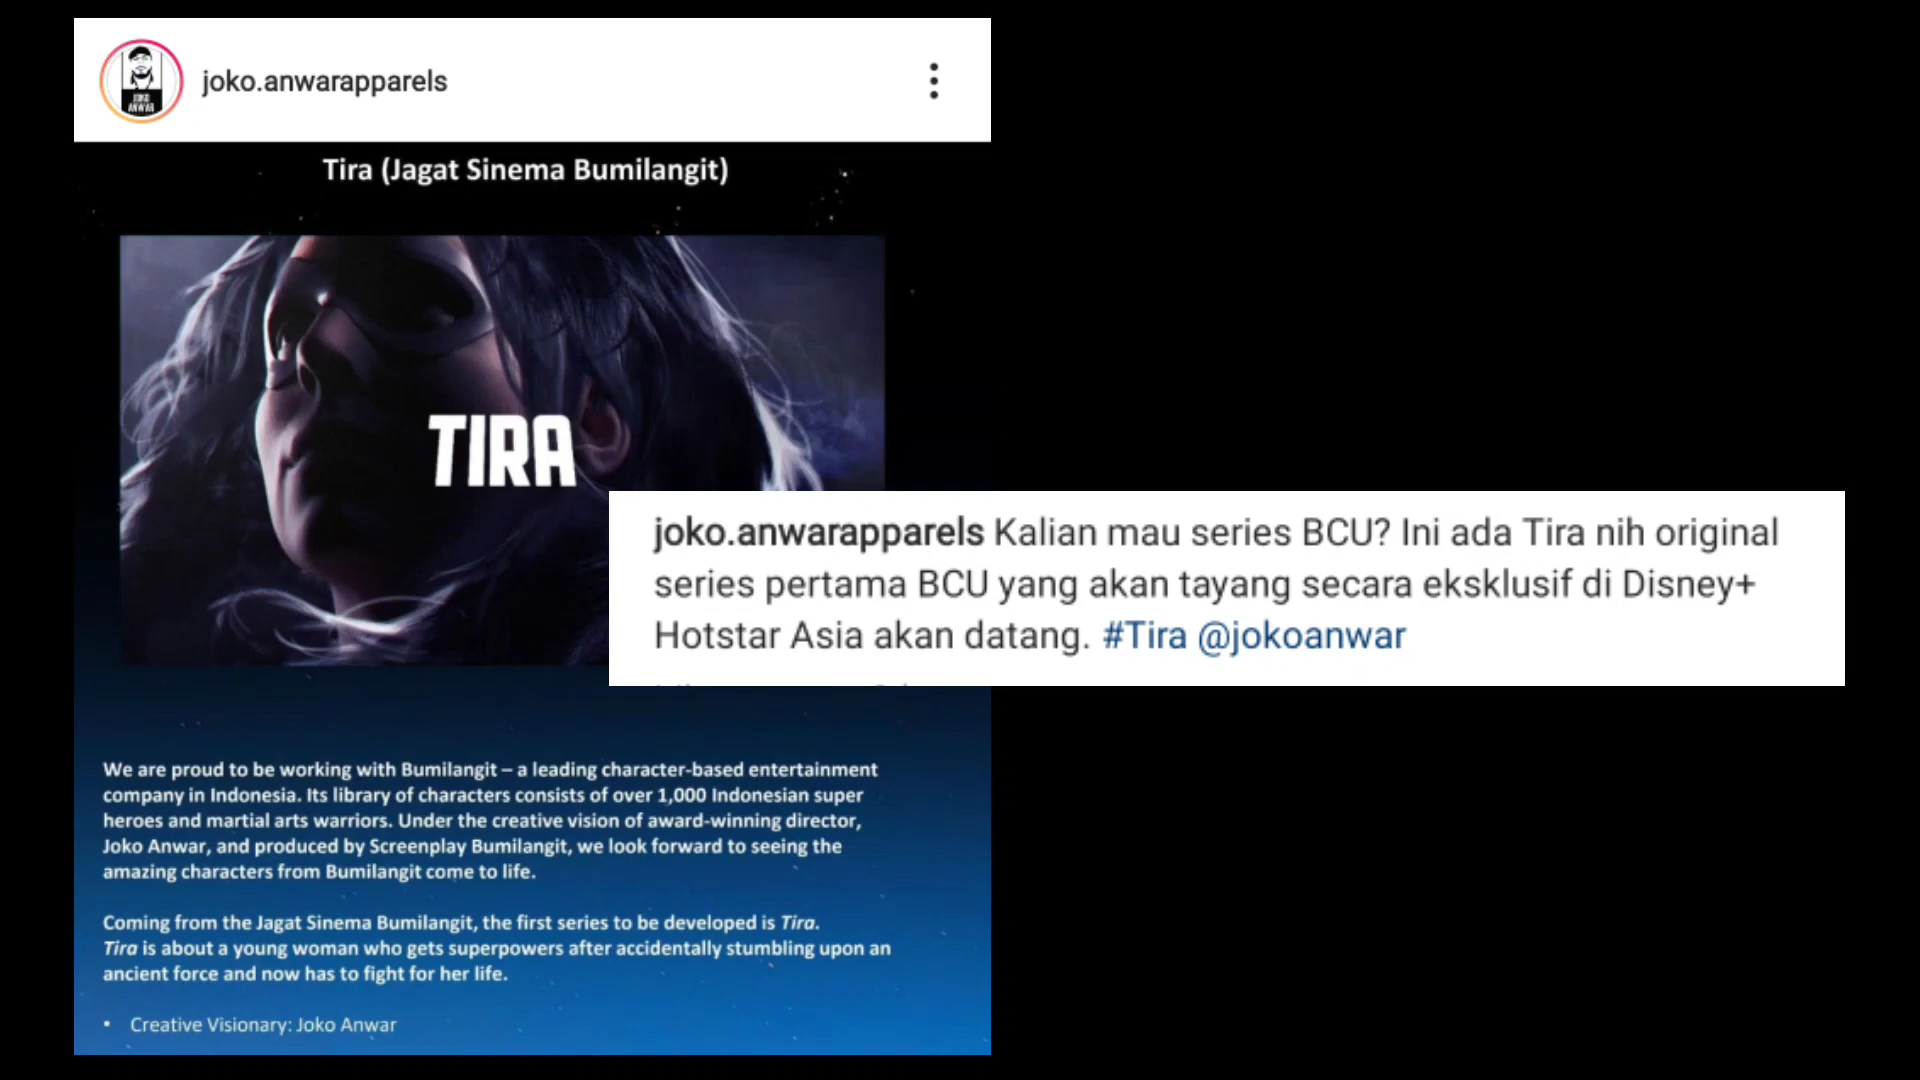 JOKO
ANWAR
joko.anwarapparels
Tira (Jagat Sinema Bumilangit)
TIRA
joko.anwarapparels Kalian mau series BCU? Ini ada Tira nih original
series pertama BCU yang akan tayang secara eksklusif di Disney+
Hotstar Asia akan datang. #Tira @jokoanwar
We are proud to be working with Bumilangit – a leading character-based entertainment
company in Indonesia. Its library of characters consists of over 1,000 Indonesian super
heroes and martial arts warriors. Under the creative vision of award-winning director,
Joko Anwar, and produced by Screenplay Bumilangit, we look forward to seeing the
amazing characters from Bumilangit come to life.
Coming from the Jagat Sinema Bumilangit, the first series to be developed is Tira.
Tira is about a young woman who gets superpowers after accidentally stumbling upon an
ancient force and now has to fight for her life.
• Creative Visionary: Joko Anwar